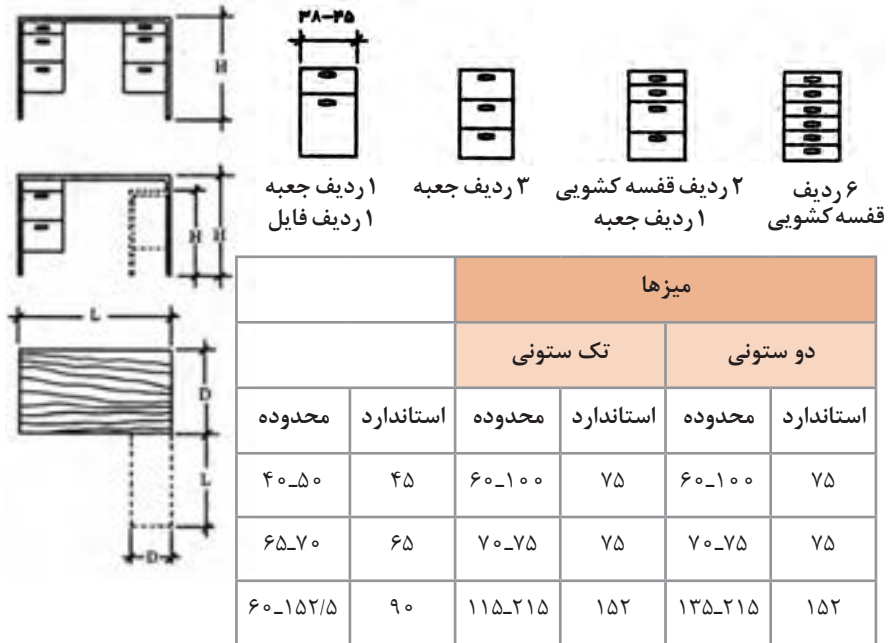 ۳۸-۴۵
H
۱ ردیف جعبه
۱ ردیف فایل
۳ ردیف جعبه
۲ ردیف قفسه کشویی
۱ ردیف جعبه
۶ ردیف
قفسه کشویی
H H
L
D
L
D
میزها
دو ستونی تک ستونی
استاندارد محدوده استاندارد محدوده استاندارد محدوده
۷۵ ۶۰_۱۰۰ ۷۵ ۶۰_۱۰۰ ۴۵ ۴۰_۵۰
۷۵ ۷۰_۷۵ ۷۵ ۷۰_۷۵ ۶۵ ۶۵_۷۰
۱۵۲ ۱۳۵_۲۱۵ ۱۵۲ ۱۱۵_۲۱۵ ۹۰ ۶۰_۱۵۲/۵